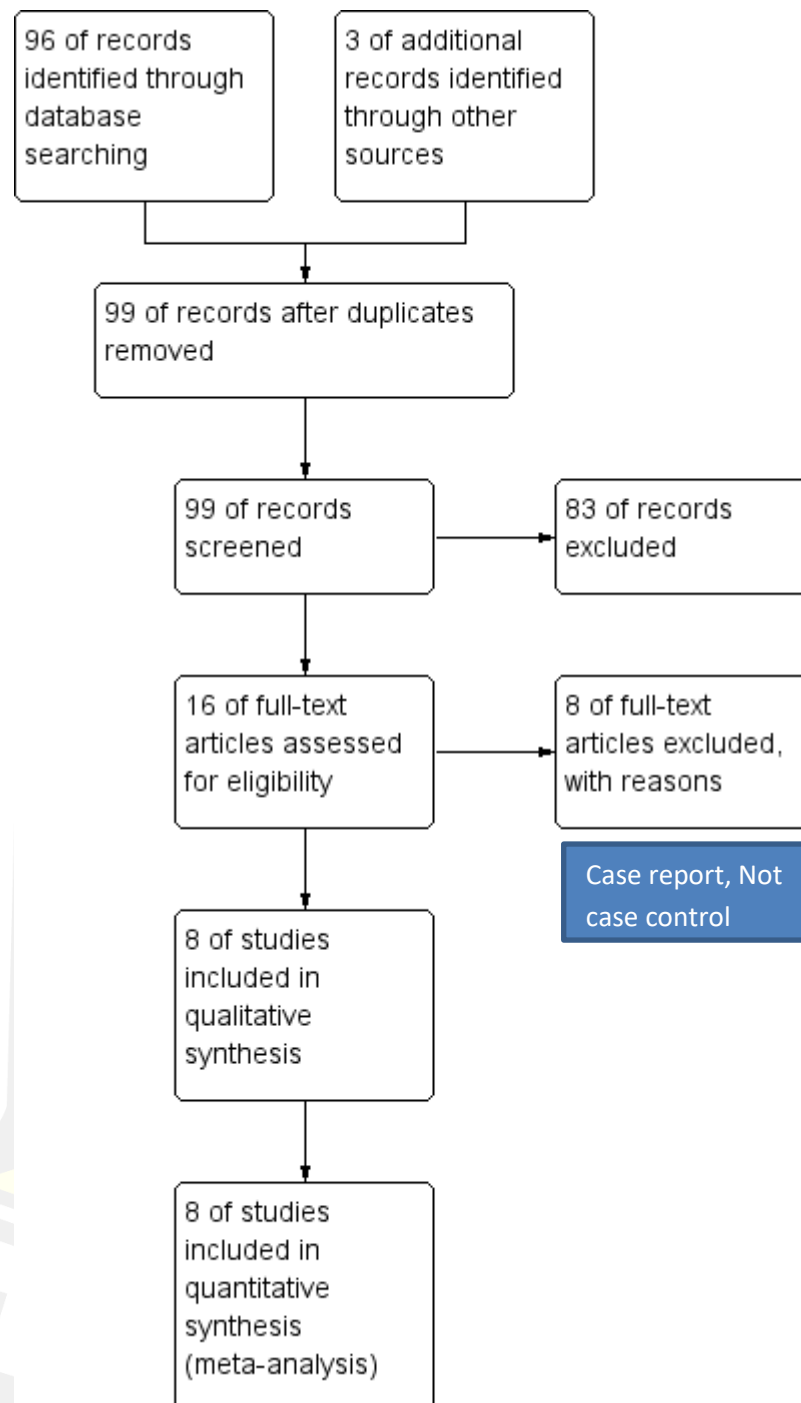 96 of records
identified through
database
searching
3 of additional
records identified
through other
sources
99 of records after duplicates
removed
99 of records
screened
83 of records
excluded
16 of full-text
articles assessed
for eligibility
8 of full-text
articles excluded,
with reasons
Case report, Not
case control
8 of studies
included in
qualitative
synthesis
8 of studies
included in
quantitative
synthesis
(meta-analysis)